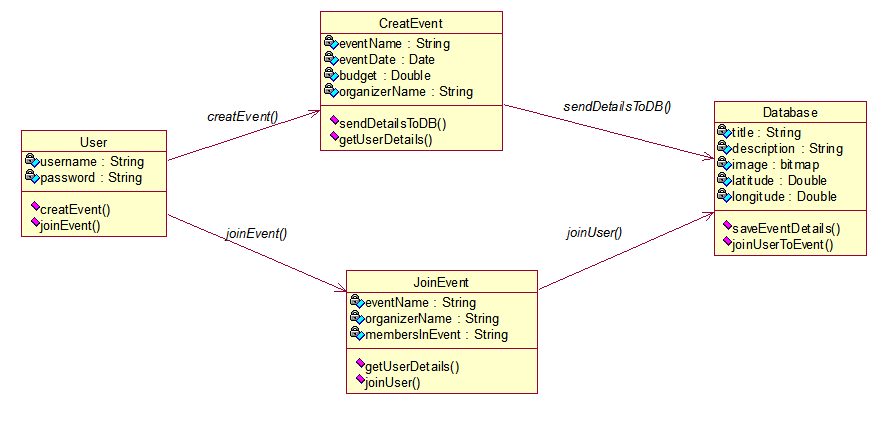 CreatEvent
eventName : String
eventDate : Date
budget : Double
organizerName : String
sendDetailsToDB()
getUserDetails()
creatEvent()
sendDetailsToDB()
User
username : String
password : String
creatEvent()
joinEvent()
Database
title : String
description : String
image : bitmap
latitude : Double
longitude : Double
saveEventDetails()
joinUserToEvent()
joinEvent()
joinUser()
JoinEvent
eventName : String
organizerName : String
membersInEvent : String
getUserDetails()
joinUser()